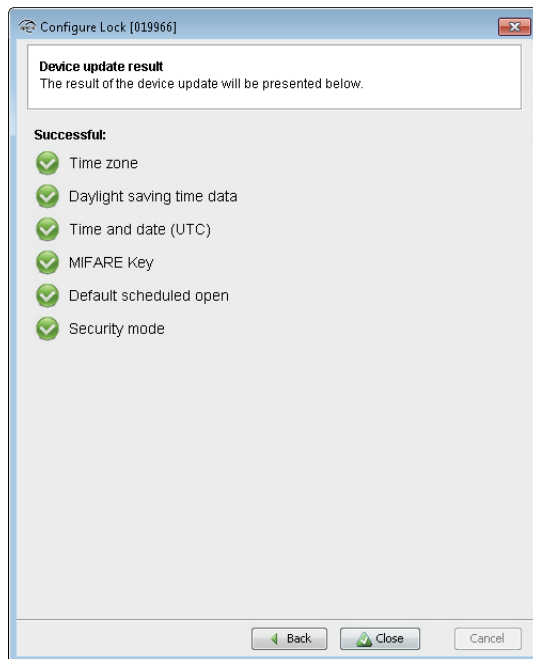 Configure Lock [019966]
Device update result
The result of the device update will be presented below.
Successful:
Time zone
Daylight saving time data
Time and date (UTC)
MIFARE Key
Default scheduled open
Security mode
Back
Close
Cancel